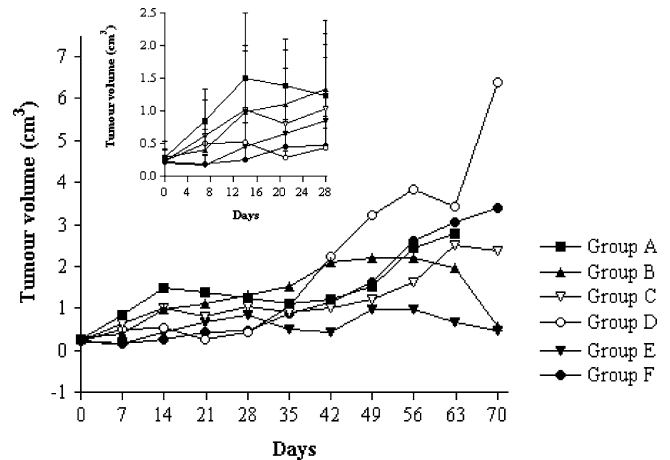 2.5
2.0
1.5
1.0
0.5
0.0
Tumour volume (cm3)
0 4 8 12 16 20 24 28
Days
7
6
5
4
3
2
1
0
-1
Tumour volume (cm3)
0 7 14 21 28 35 42 49 56 63 70
Days
Group A
Group B
Group C
Group D
Group E
Group F